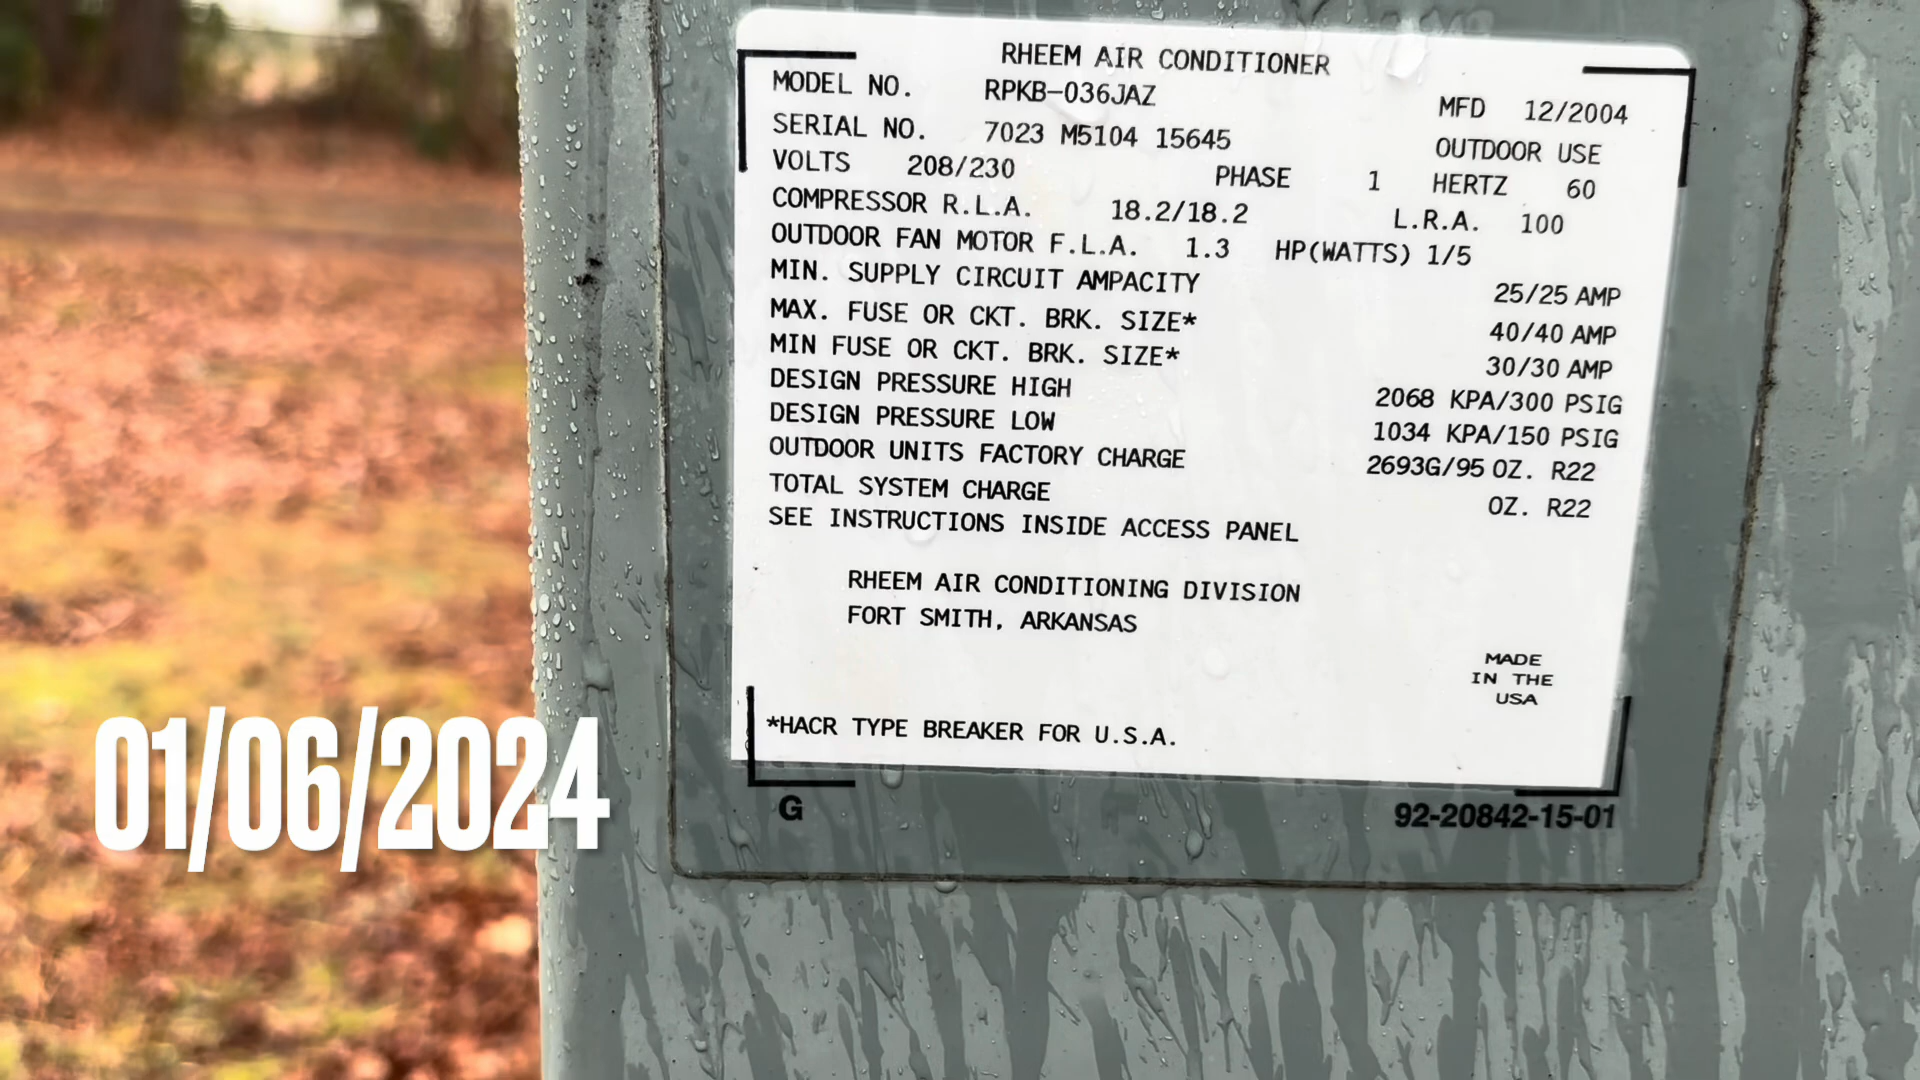 RHEEM AIR CONDITIONER
MODEL NO. RPKB-036JAZ MFD 12/2004
SERIAL NO. 7023 M5104 15645 OUTDOOR USE
VOLTS 208/230 PHASE 1 HERTZ 60
COMPRESSOR R.L.A. 18.2/18.2 L.R.A. 100
OUTDOOR FAN MOTOR F.L.A. 1.3 HP(WATTS) 1/5
MIN. SUPPLY CIRCUIT AMPACITY 25/25 AMP
MAX. FUSE OR CKT. BRK. SIZE* 40/40 AMP
MIN FUSE OR CKT. BRK. SIZE* 30/30 AMP
DESIGN PRESSURE HIGH 2068 KPA/300 PSIG
DESIGN PRESSURE LOW 1034 KPA/150 PSIG
OUTDOOR UNITS FACTORY CHARGE 2693G/95 OZ. R22
TOTAL SYSTEM CHARGE OZ. R22
SEE INSTRUCTIONS INSIDE ACCESS PANEL
RHEEM AIR CONDITIONING DIVISION
FORT SMITH, ARKANSAS
MADE
IN THE
USA
*HACR TYPE BREAKER FOR U.S.A.
G 92-20842-15-01
01/06/2024